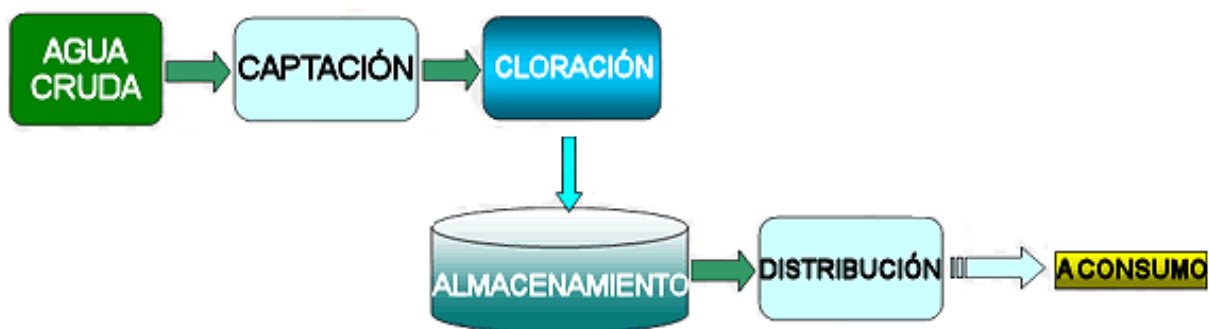 AGUA
CRUDA
CAPTACIÓN
CLORACIÓN
ALMACENAMIENTO
DISTRIBUCIÓN
A CONSUMO